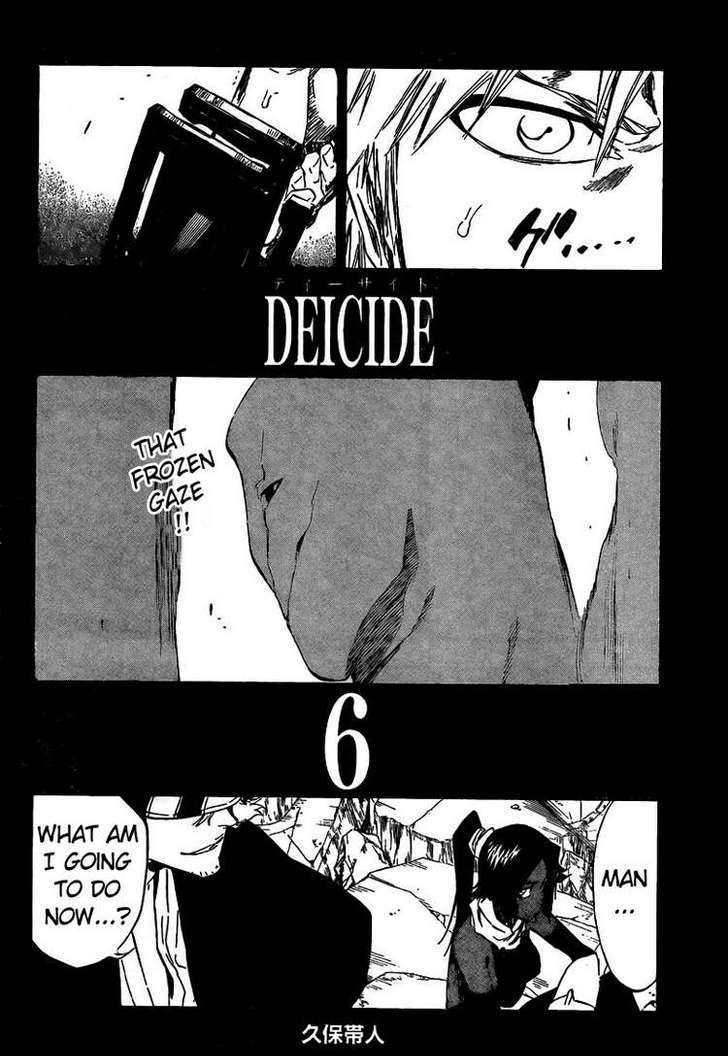 グ.....
ディーサイド
DEICIDE
THAT
FROZEN
GAZE
!!
6
MAN
...
WHAT AM
I GOING
TO DO
NOW...?
久保帯人